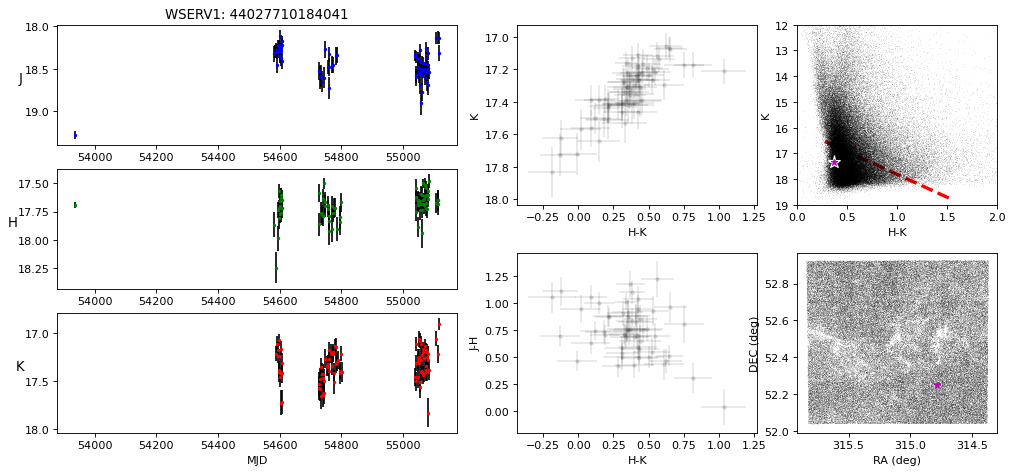 WSERV1: 44027710184041
18.0
18.5
19.0
J
54000 54200 54400 54600 54800 55000
17.50
17.75
18.00
18.25
H
54000 54200 54400 54600 54800 55000
17.0
17.5
18.0
K
54000 54200 54400 54600 54800 55000
MJD
17.0
17.2
17.4
17.6
17.8
18.0
K
−0.25 0.00 0.25 0.50 0.75 1.00 1.25
H-K
12
13
14
15
16
17
18
19
K
0.0 0.5 1.0 1.5 2.0
H-K
1.25
1.00
0.75
0.50
0.25
0.00
J-H
−0.25 0.00 0.25 0.50 0.75 1.00 1.25
H-K
52.8
52.6
52.4
52.2
52.0
DEC (deg)
315.5 315.0 314.5
RA (deg)